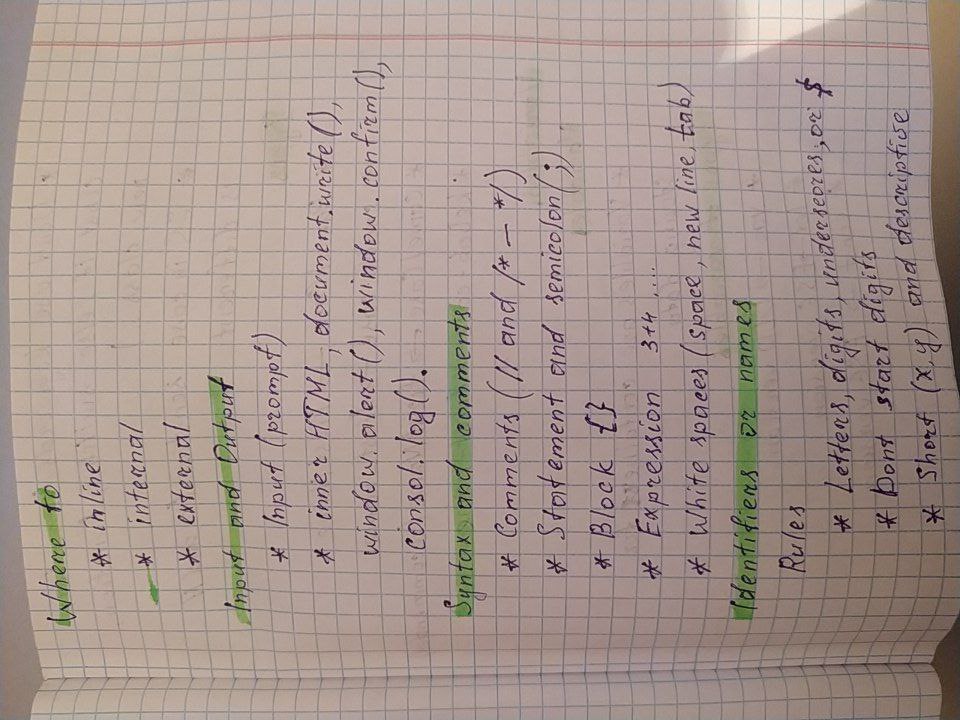 Where to
* inline
* internal
* external
Input and Output
* Input (prompt)
* inner HTML, document.write(),
window.alert(), window.confirm(),
Consol.log().
Syntax and comments
* Comments ( // and /* — */)
* Statement and semicolon(;)
* Block {}
* Expression 3+4,...
* White spaces (space, new line, tab)
Identifiers or names
Rules
* Letters, digits, underscores, or $
* Dont start digits
* Short (x,y) and descriptive